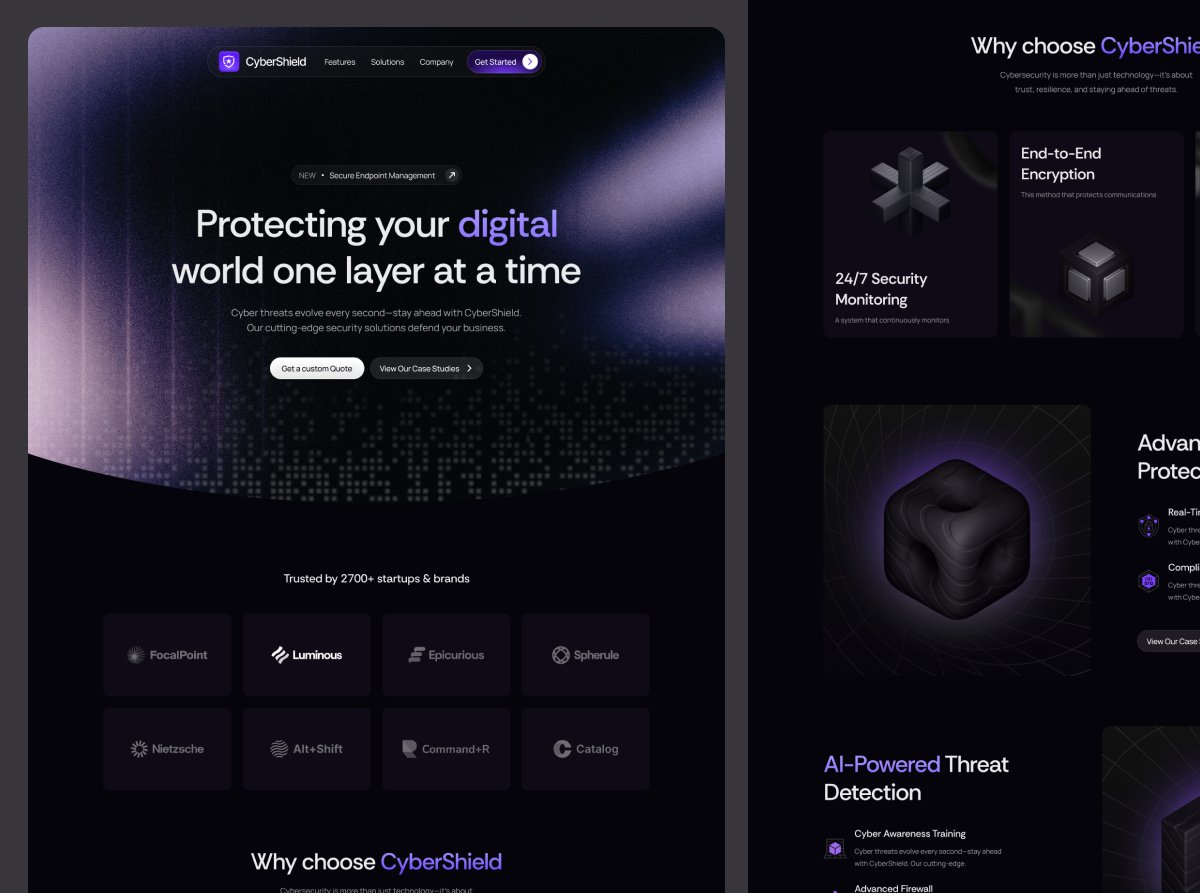 CyberShield
Features
Solutions
Company
Get Started
NEW • Secure Endpoint Management
Protecting your digital
world one layer at a time
Cyber threats evolve every second—stay ahead with CyberShield.
Our cutting-edge security solutions defend your business.
Get a custom Quote
View Our Case Studies
Trusted by 2700+ startups & brands
FocalPoint
Luminous
Epicurious
Spherule
Nietzsche
Alt+Shift
Command+R
Catalog
Why choose CyberShield
Cybersecurity is more than just technology—it's about
Why choose CyberShie
Cybersecurity is more than just technology—it's about
trust, resilience, and staying ahead of threats.
24/7 Security
Monitoring
A system that continuously monitors
End-to-End
Encryption
This method that protects communications
Advan
Protec
Real-Ti
Cyber thre
with Cybe
Compli
Cyber thre
with Cybe
View Our Case
AI-Powered Threat
Detection
Cyber Awareness Training
Cyber threats evolve every second—stay ahead
with CyberShield. Our cutting-edge.
Advanced Firewall